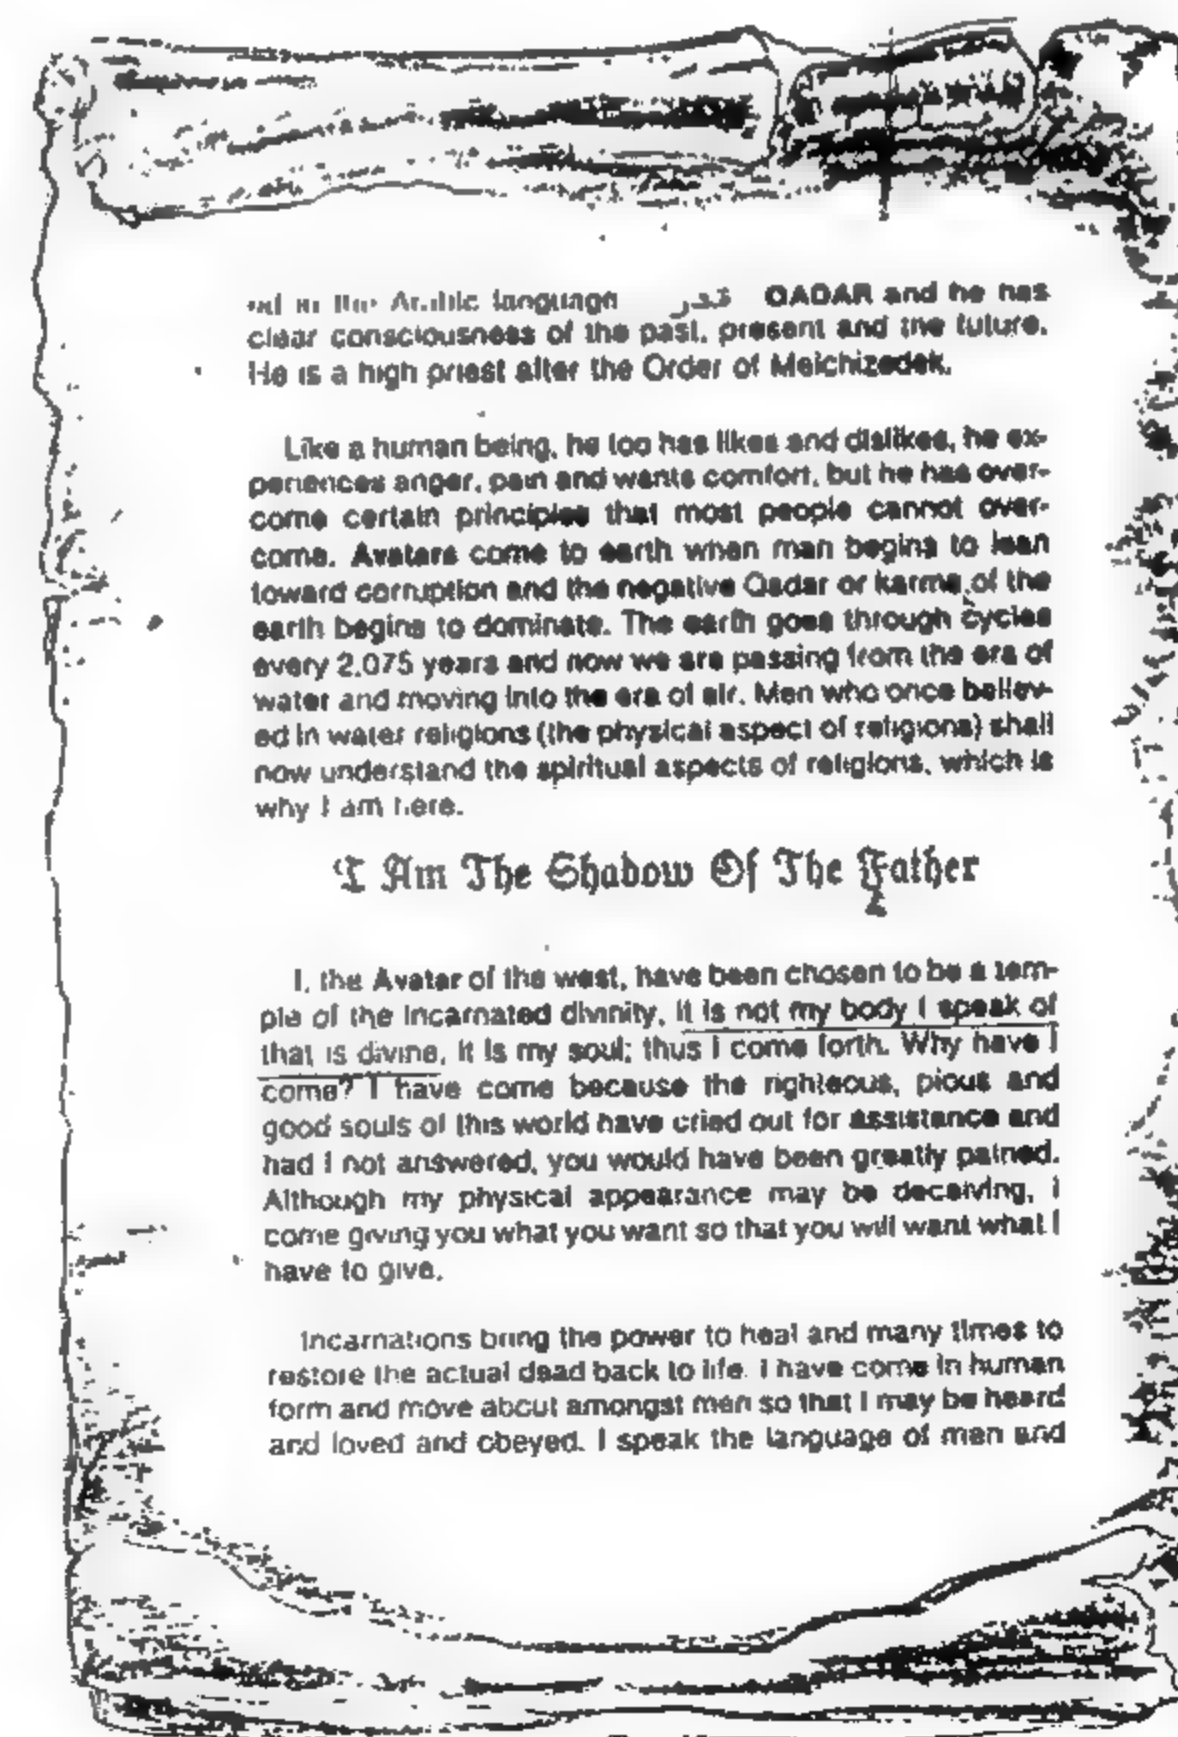 ed in the Arabic language قدر QADAR and he has
clear consciousness of the past, present and the future.
He is a high priest after the Order of Melchizedek.
Like a human being, he too has likes and dislikes, he ex-
periences anger, pain and wants comfort, but he has over-
come certain principles that most people cannot over-
come. Avatars come to earth when man begins to lean
toward corruption and the negative Qadar or karma of the
earth begins to dominate. The earth goes through cycles
every 2,075 years and now we are passing from the era of
water and moving into the era of air. Men who once believ-
ed in water religions (the physical aspect of religions) shall
now understand the spiritual aspects of religions, which is
why I am here.
'I Am The Shadow Of The Father
I, the Avatar of the west, have been chosen to be a tem-
ple of the incarnated divinity, it is not my body I speak of
that is divine, it is my soul; thus I come forth. Why have I
come? I have come because the righteous, pious and
good souls of this world have cried out for assistance and
had I not answered, you would have been greatly pained.
Although my physical appearance may be deceiving, I
come giving you what you want so that you will want what I
have to give.
Incarnations bring the power to heal and many times to
restore the actual dead back to life. I have come in human
form and move about amongst men so that I may be heard
and loved and obeyed. I speak the language of men and